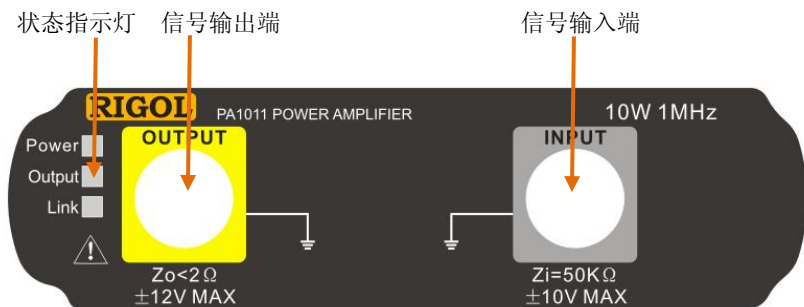 状态指示灯 信号输出端 信号输入端
RIGOL PA1011 POWER AMPLIFIER 10W 1MHz
OUTPUT INPUT
Power
Output
Link
Zo<2Ω Zi=50KΩ
±12V MAX ±10V MAX